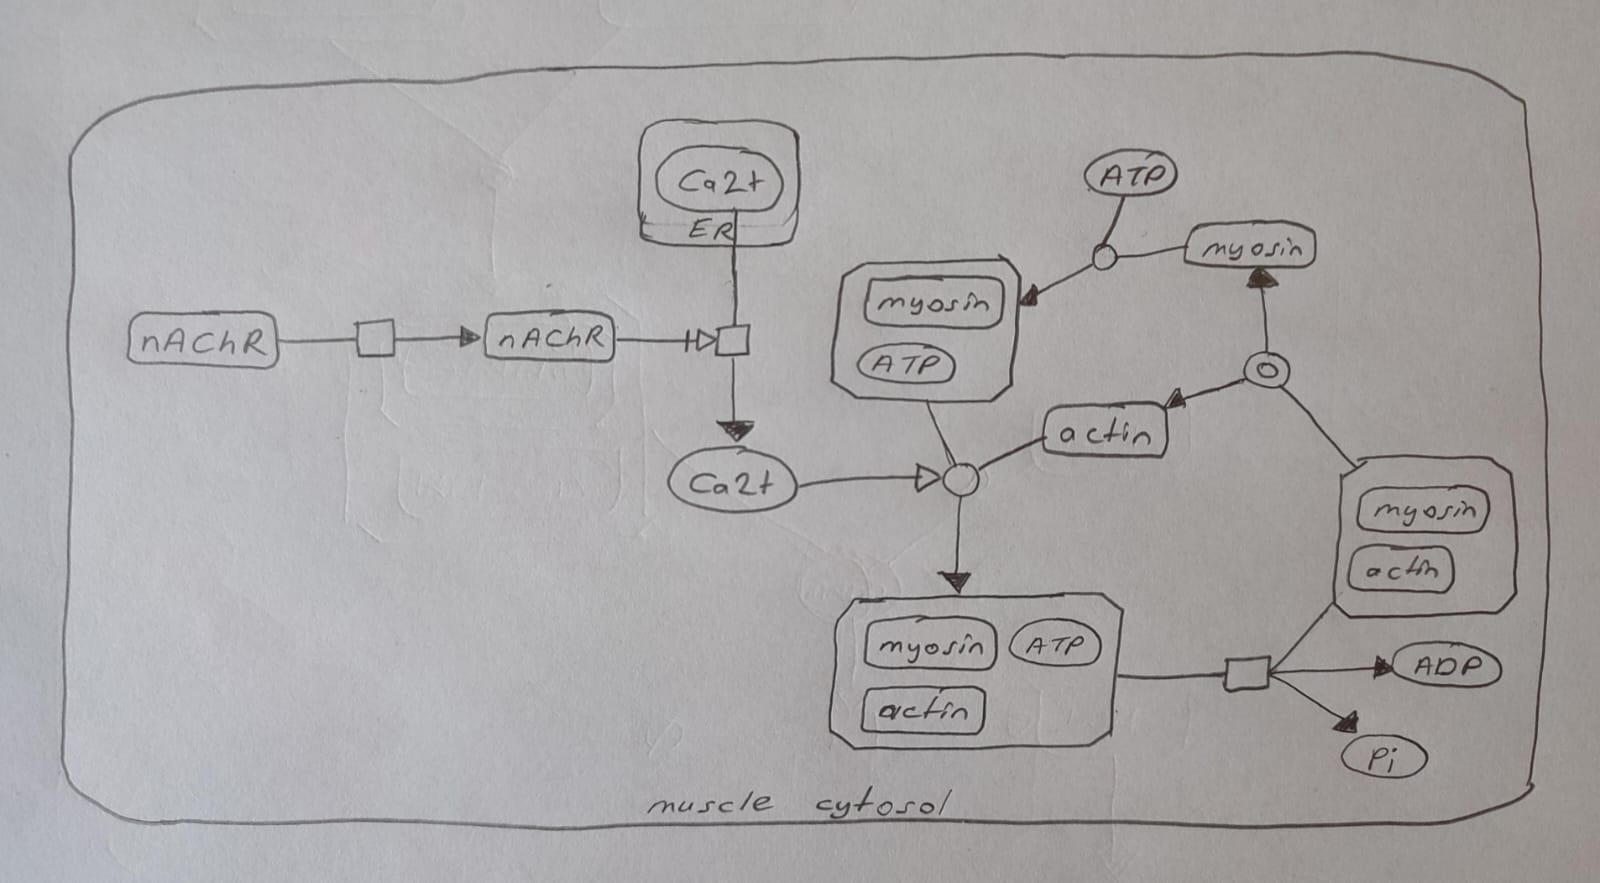 Ca2+
ER
ATP
myosin
myosin
ATP
nAChR
nAChR
actin
Ca2+
myosin
actin
myosin
ATP
actin
ADP
Pi
muscle cytosol